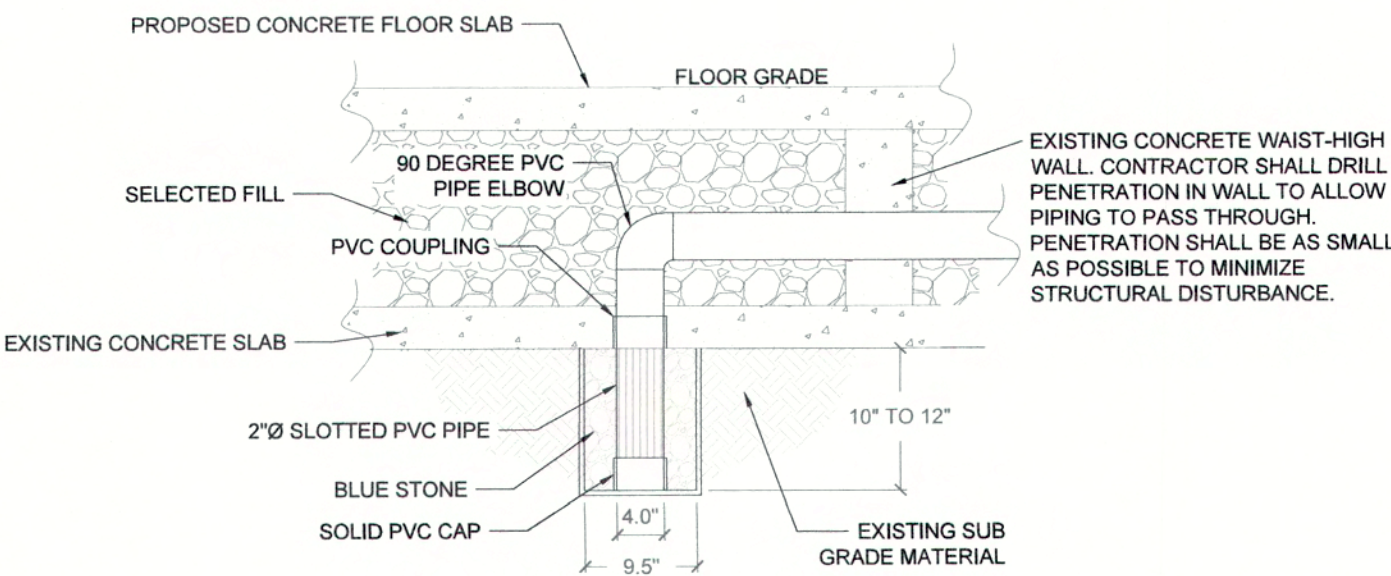 PROPOSED CONCRETE FLOOR SLAB
FLOOR GRADE
90 DEGREE PVC
PIPE ELBOW
EXISTING CONCRETE WAIST-HIGH
WALL. CONTRACTOR SHALL DRILL
PENETRATION IN WALL TO ALLOW
PIPING TO PASS THROUGH.
PENETRATION SHALL BE AS SMALL
AS POSSIBLE TO MINIMIZE
STRUCTURAL DISTURBANCE.
SELECTED FILL
PVC COUPLING
EXISTING CONCRETE SLAB
10" TO 12"
2"Ø SLOTTED PVC PIPE
BLUE STONE
SOLID PVC CAP
4.0"
9.5"
EXISTING SUB
GRADE MATERIAL